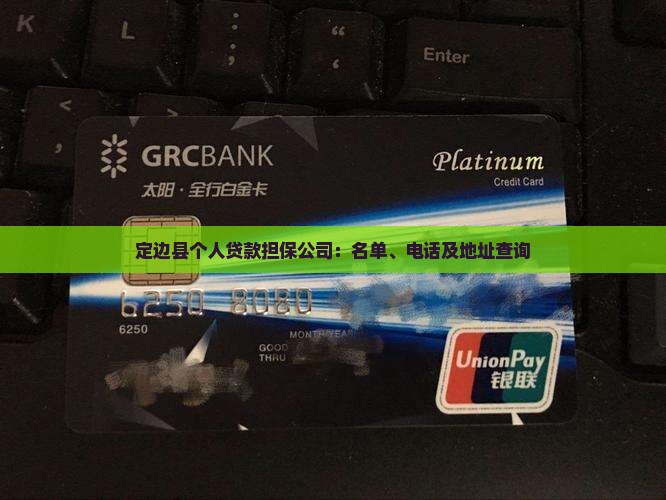 K
L
: ;
“ ‘
Enter
<
>
GRCBANK
Platinum
Credit Card
太阳·全行白金卡
定边县个人贷款担保公司：名单、电话及地址查询
6250 8080
6250
MONTH/YEAR
GOOD
THRU
UnionPay
银联